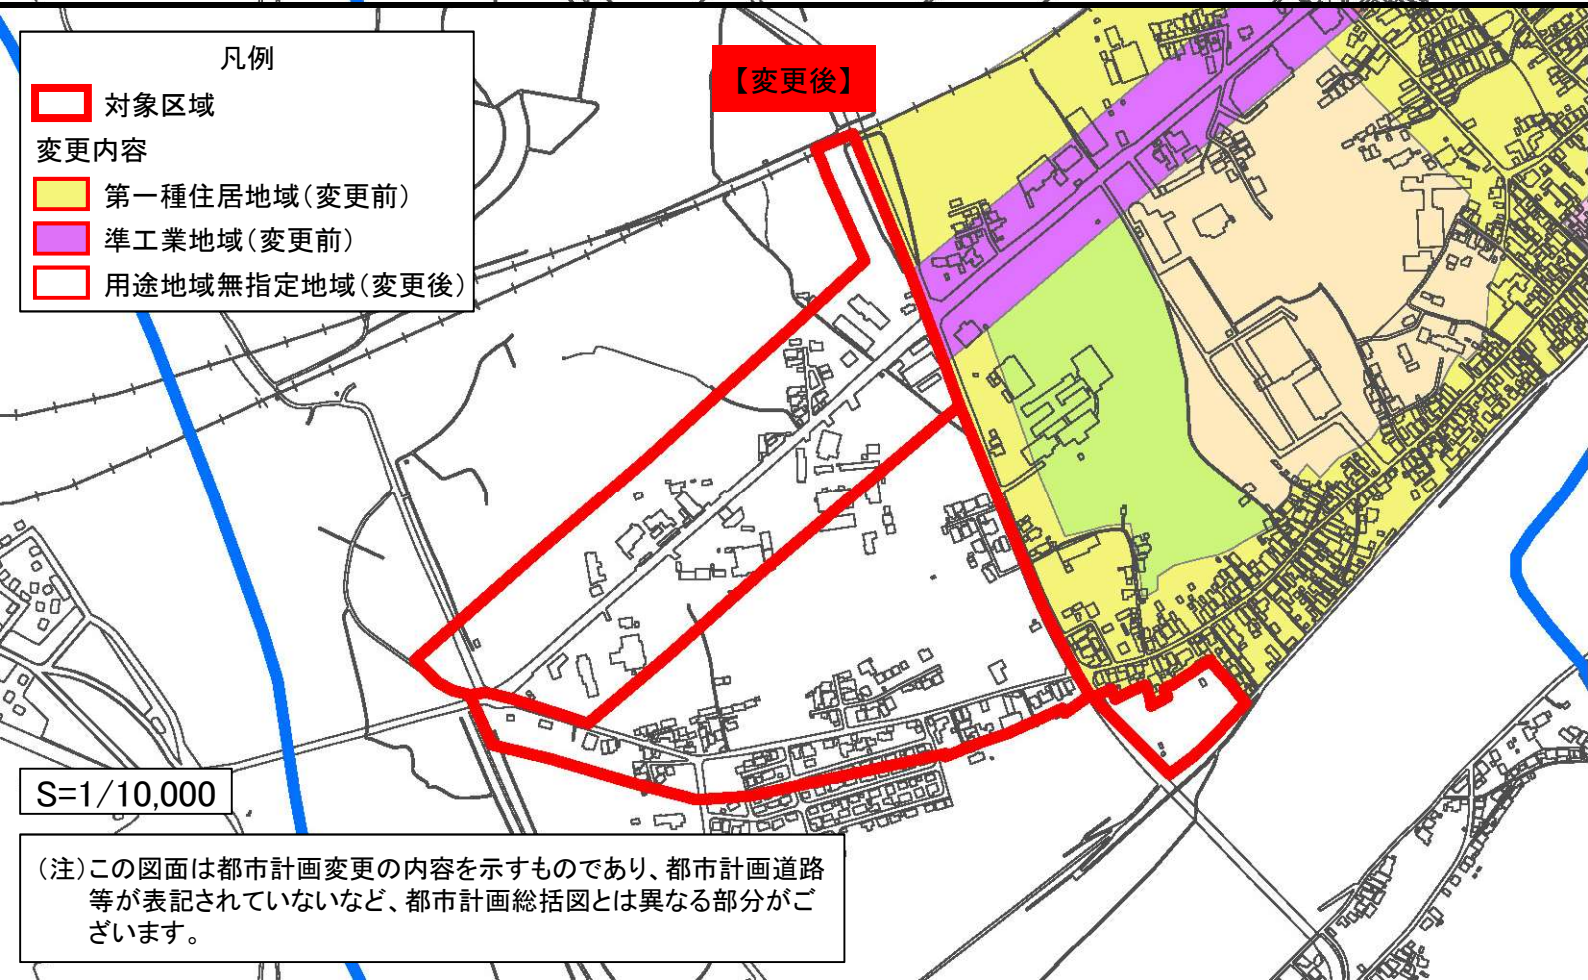 凡例
対象区域
変更内容
第一種住居地域(変更前)
準工業地域(変更前)
用途地域無指定地域(変更後)
【変更後】
S=1/10,000
(注)この図面は都市計画変更の内容を示すものであり、都市計画道路
等が表記されていないなど、都市計画総括図とは異なる部分がご
ざいます。